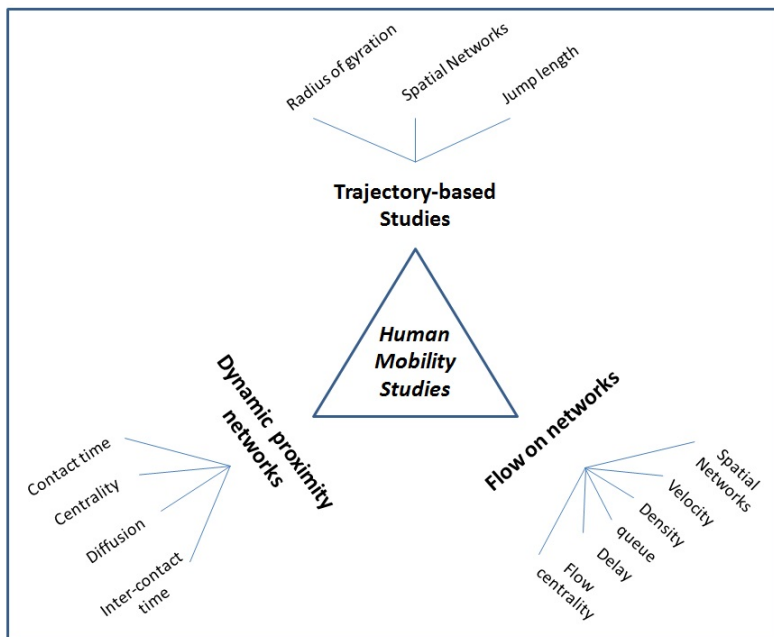 Radius of gyration
Spatial Networks
Jump length
Trajectory-based
Studies
Human
Mobility
Studies
Dynamic proximity
networks
Contact time
Centrality
Diffusion
Inter-contact
time
Flow on networks
Spatial
Networks
Velocity
Density
queue
Delay
Flow
centrality